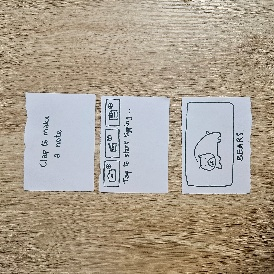 Clap to make
a note.
Tap to start typing...
BEARS